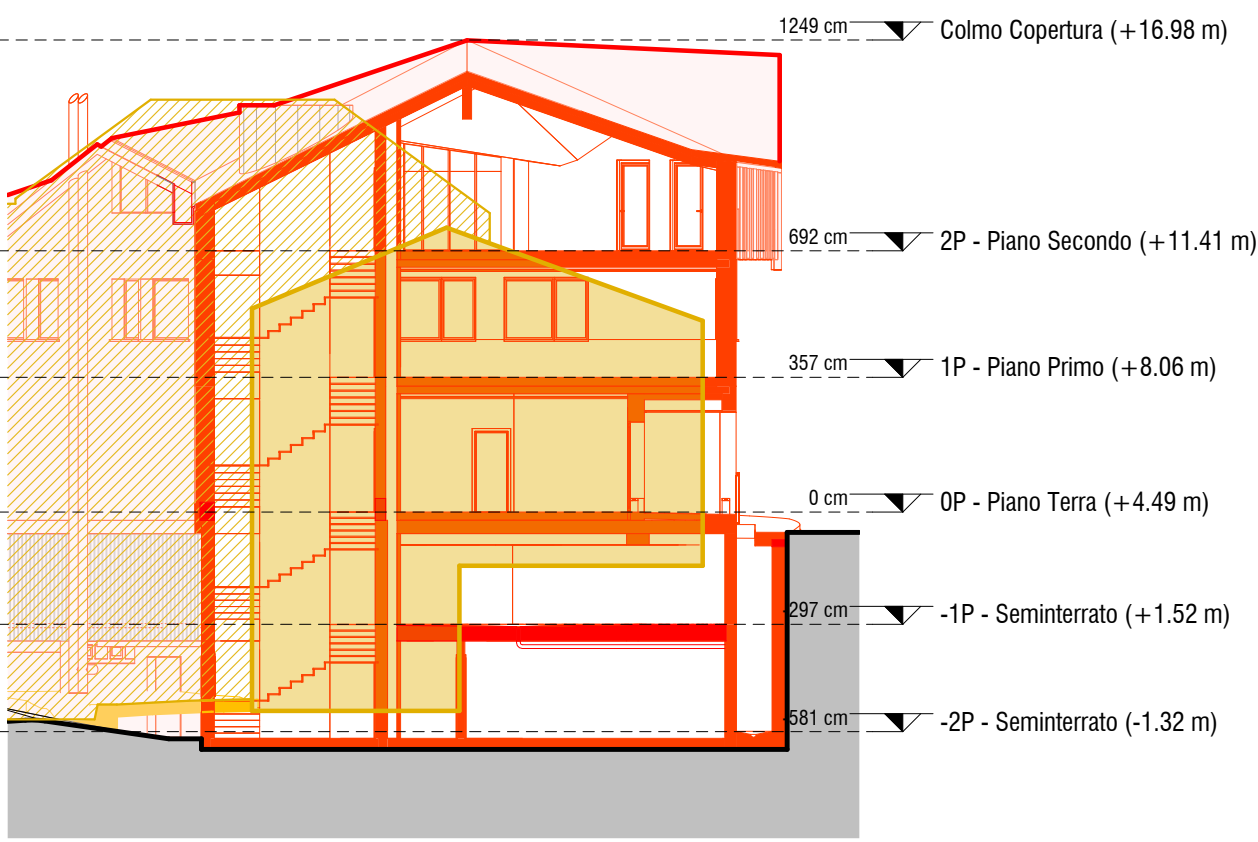 1249 cm Colmo Copertura (+16.98 m)
692 cm 2P - Piano Secondo (+11.41 m)
357 cm 1P - Piano Primo (+8.06 m)
0 cm 0P - Piano Terra (+4.49 m)
-297 cm -1P - Seminterrato (+1.52 m)
-581 cm -2P - Seminterrato (-1.32 m)